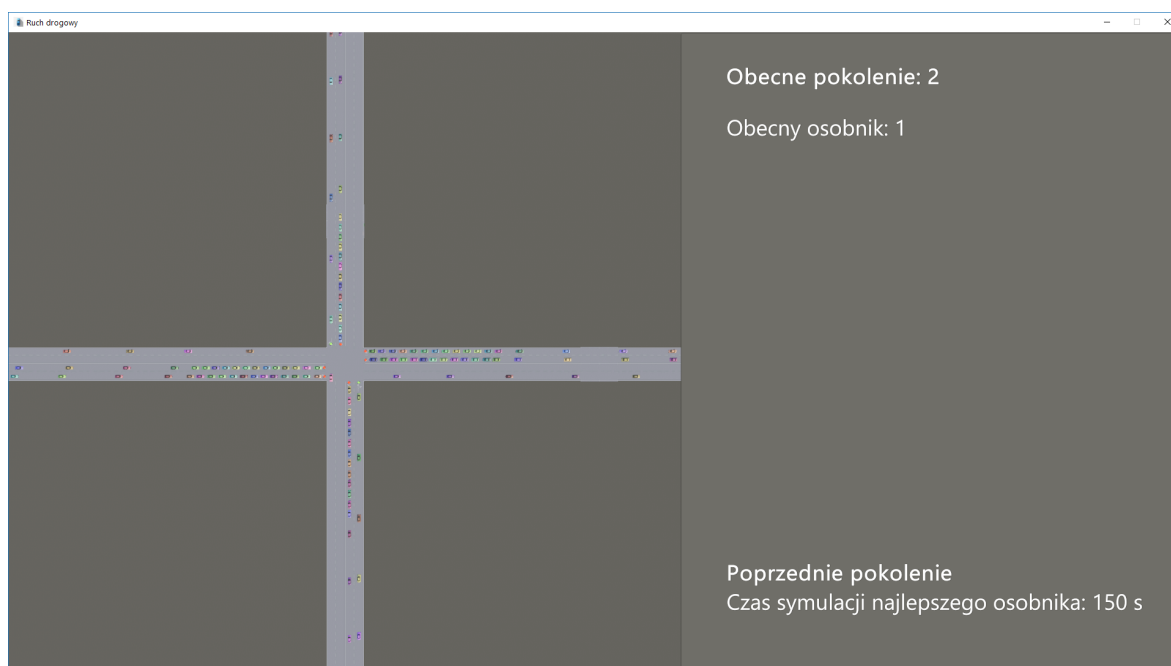 Ruch drogowy
Obecne pokolenie: 2
Obecny osobnik: 1
Poprzednie pokolenie
Czas symulacji najlepszego osobnika: 150 s